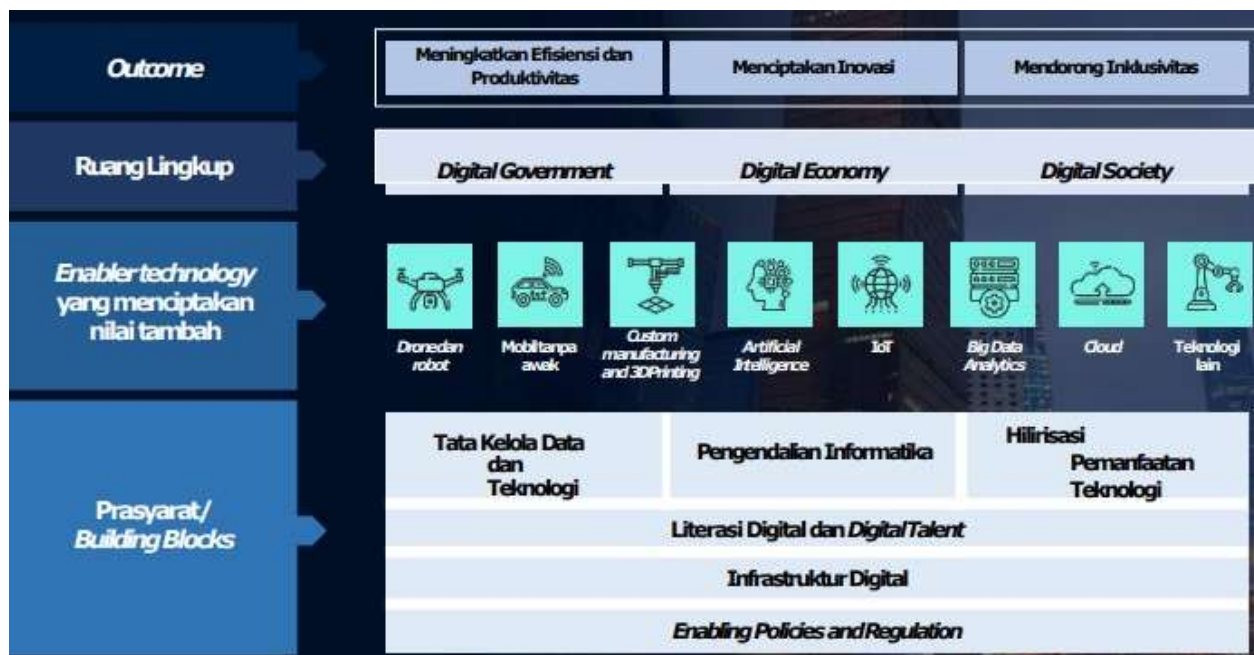 Outcome
Meningkatkan Efisiensi dan
Produktivitas
Menciptakan Inovasi
Mendorong Inklusivitas
Ruang Lingkup
Digital Government
Digital Economy
Digital Society
Enabler technology
yang menciptakan
nilai tambah
Drone dan
robot
Mobil tanpa
awak
Custom
manufacturing
and 3D Printing
Artificial
Intelligence
IoT
Big Data
Analytics
Cloud
Teknologi
lain
Prasyarat/
Building Blocks
Tata Kelola Data
dan
Teknologi
Pengendalian Informatika
Hilirisasi
Pemanfaatan
Teknologi
Literasi Digital dan Digital Talent
Infrastruktur Digital
Enabling Policies and Regulation